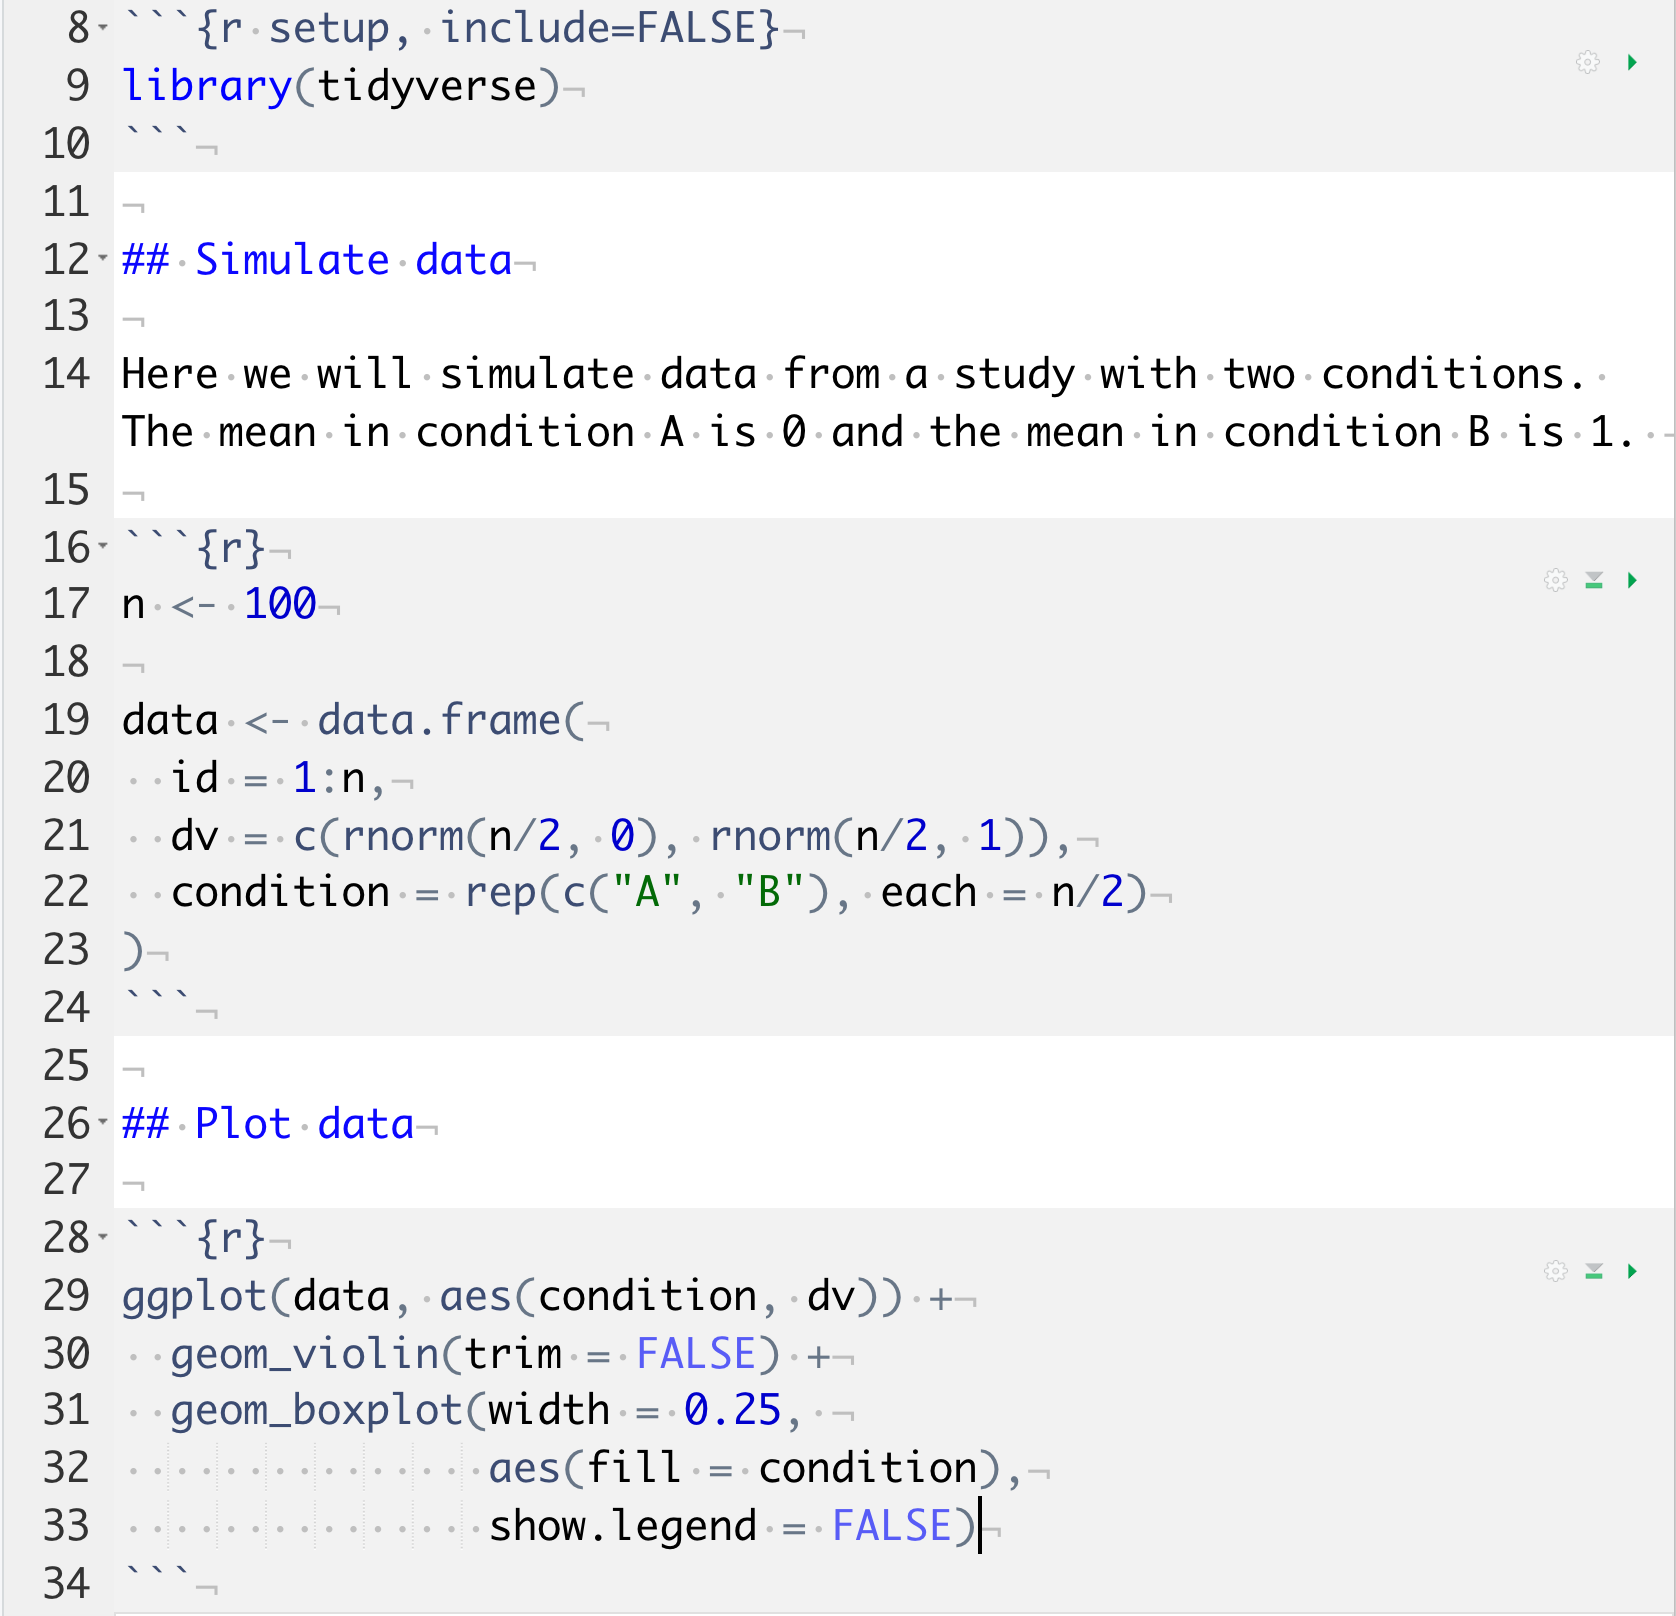 8 ```{r setup, include=FALSE}
9 library(tidyverse)
10 ```
11
12 ## Simulate data
13
14 Here we will simulate data from a study with two conditions.
The mean in condition A is 0 and the mean in condition B is 1.
15
16 ```{r}
17 n <- 100
18
19 data <- data.frame(
20   id = 1:n,
21   dv = c(rnorm(n/2, 0), rnorm(n/2, 1)),
22   condition = rep(c("A", "B"), each = n/2)
23 )
24 ```
25
26 ## Plot data
27
28 ```{r}
29 ggplot(data, aes(condition, dv)) +
30   geom_violin(trim = FALSE) +
31   geom_boxplot(width = 0.25,
32                aes(fill = condition),
33                show.legend = FALSE)
34 ```